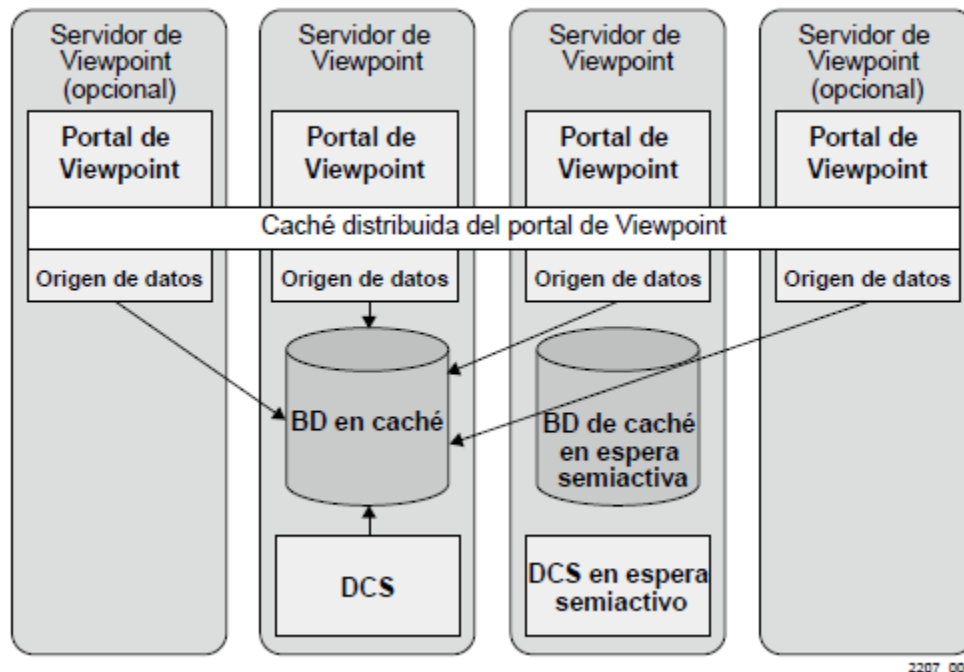 Servidor de
Viewpoint
(opcional)
Portal de
Viewpoint
Origen de datos
Servidor de
Viewpoint
Portal de
Viewpoint
Origen de datos
BD en caché
DCS
Servidor de
Viewpoint
Portal de
Viewpoint
Origen de datos
BD de caché
en espera
semiactiva
DCS en espera
semiactivo
Servidor de
Viewpoint
(opcional)
Portal de
Viewpoint
Origen de datos
Caché distribuida del portal de Viewpoint